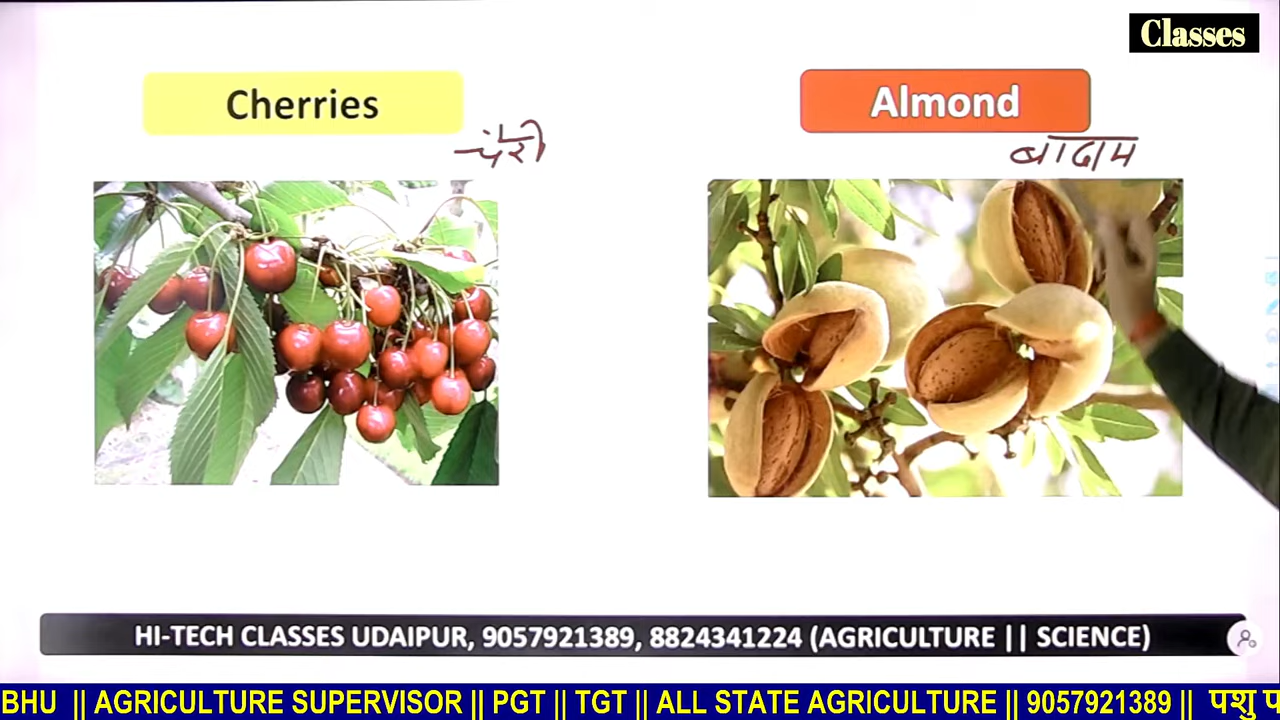 Classes
Cherries
चेरी
Almond
बादाम
HI-TECH CLASSES UDAIPUR, 9057921389, 8824341224 (AGRICULTURE || SCIENCE)
BHU || AGRICULTURE SUPERVISOR || PGT || TGT || ALL STATE AGRICULTURE || 9057921389 || पशु प